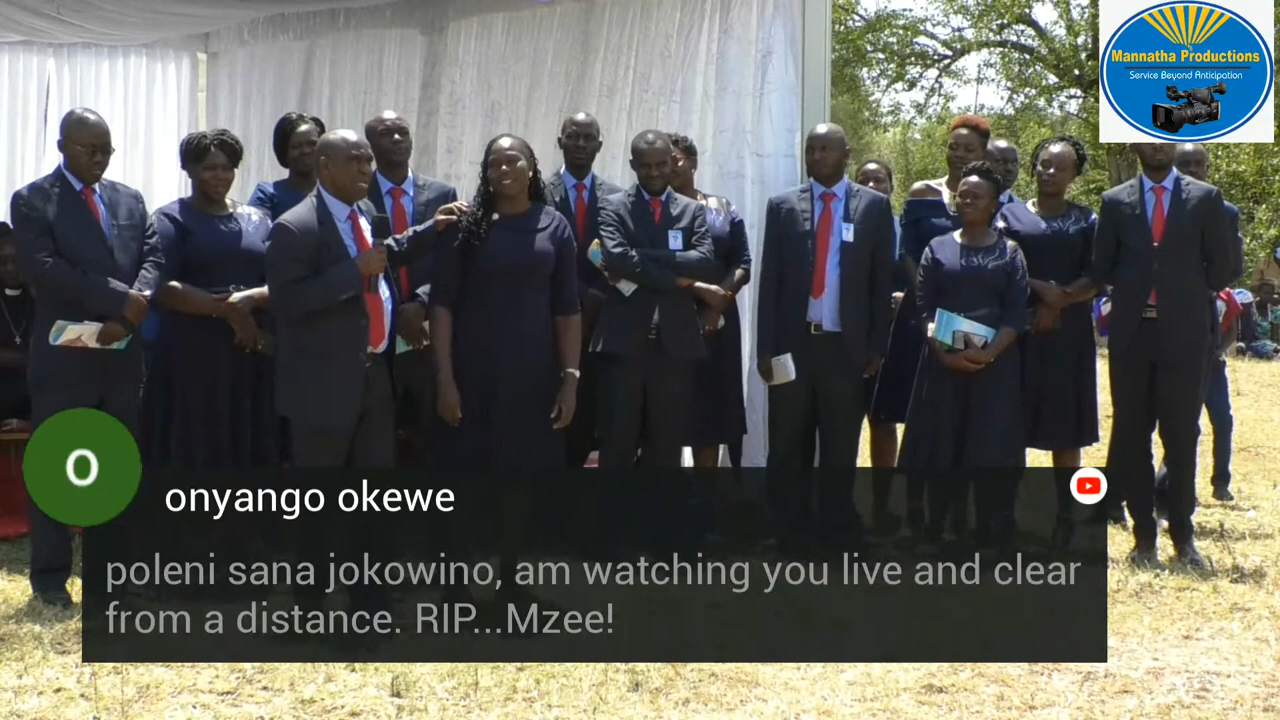 Mannatha Productions
Service Beyond Anticipation
O
onyango okewe
poleni sana jokowino, am watching you live and clear
from a distance. RIP...Mzee!